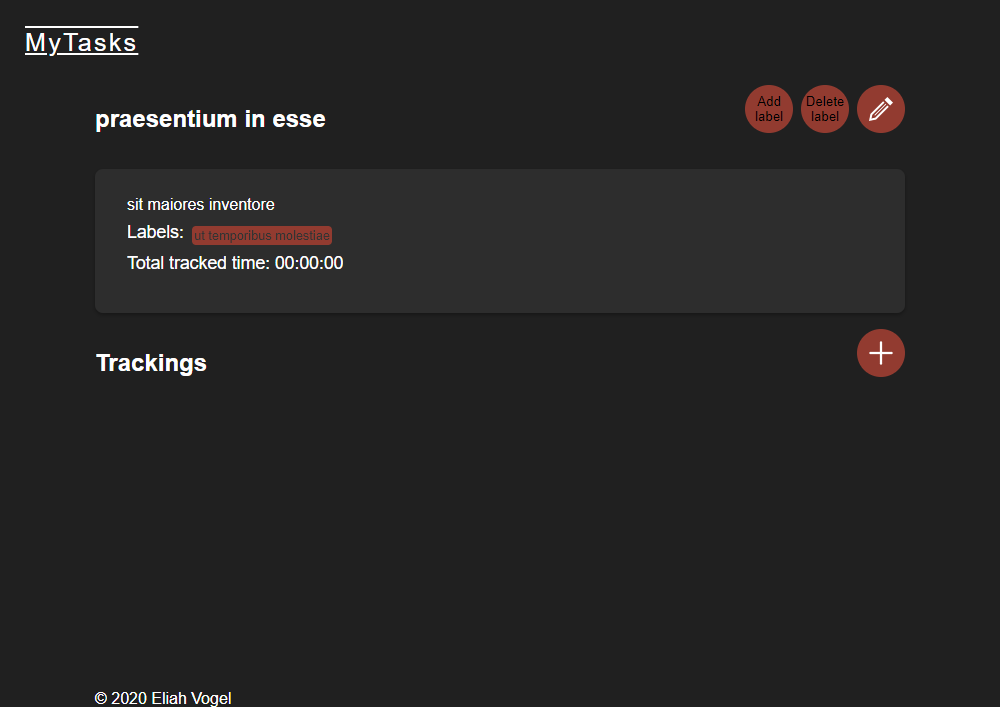 MyTasks
praesentium in esse
Add
label
Delete
label
sit maiores inventore
Labels: ut temporibus molestiae
Total tracked time: 00:00:00
Trackings
© 2020 Eliah Vogel